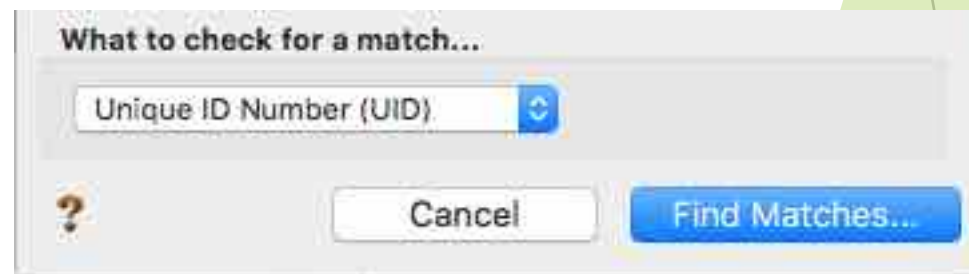 What to check for a match...
Unique ID Number (UID)
? Cancel Find Matches...